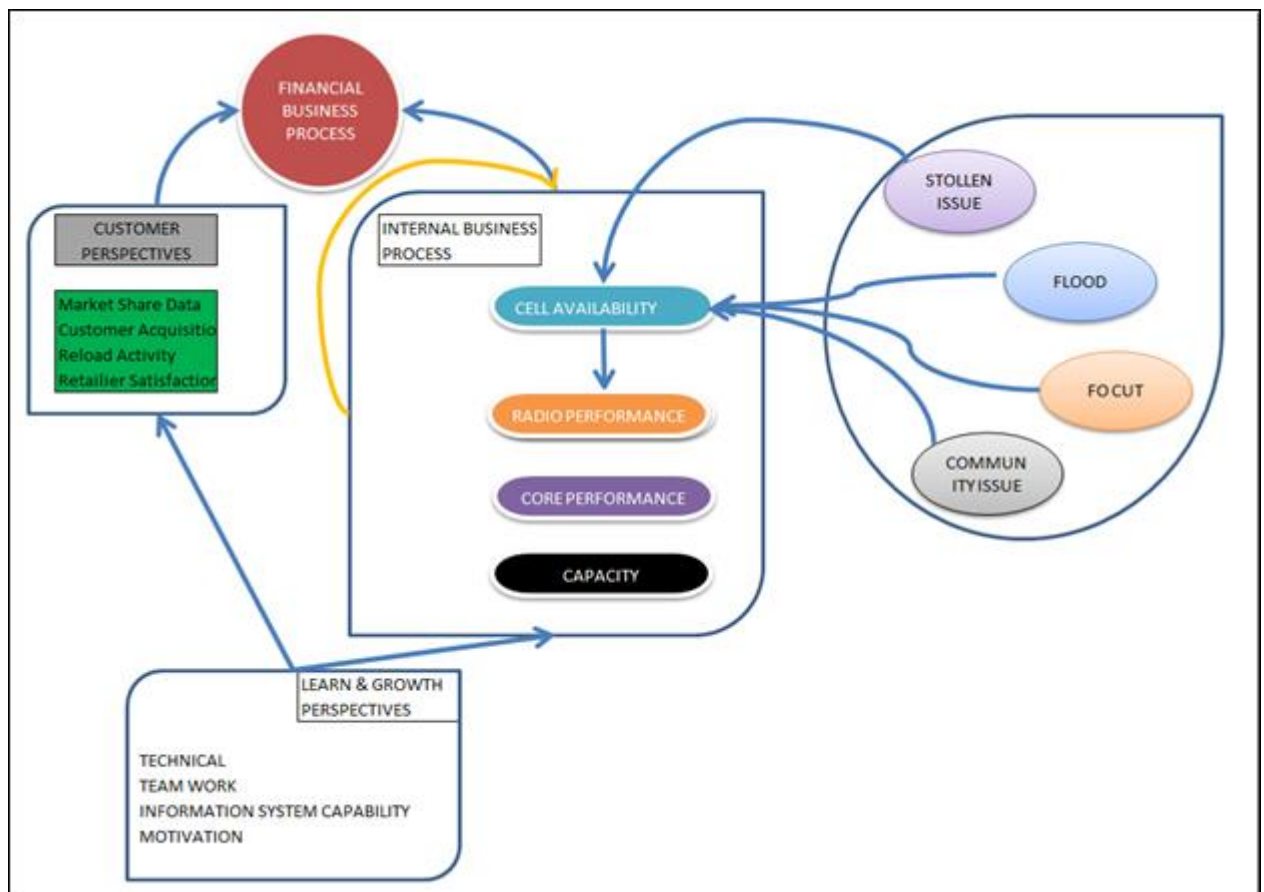 FINANCIAL
BUSINESS
PROCESS
CUSTOMER
PERSPECTIVES
Market Share Data
Customer Acquisitio
Reload Activity
Retailier Satisfaction
INTERNAL BUSINESS
PROCESS
CELL AVAILABILITY
RADIO PERFORMANCE
CORE PERFORMANCE
CAPACITY
STOLLEN
ISSUE
FLOOD
FO CUT
COMMUN
ITY ISSUE
LEARN & GROWTH
PERSPECTIVES
TECHNICAL
TEAM WORK
INFORMATION SYSTEM CAPABILITY
MOTIVATION